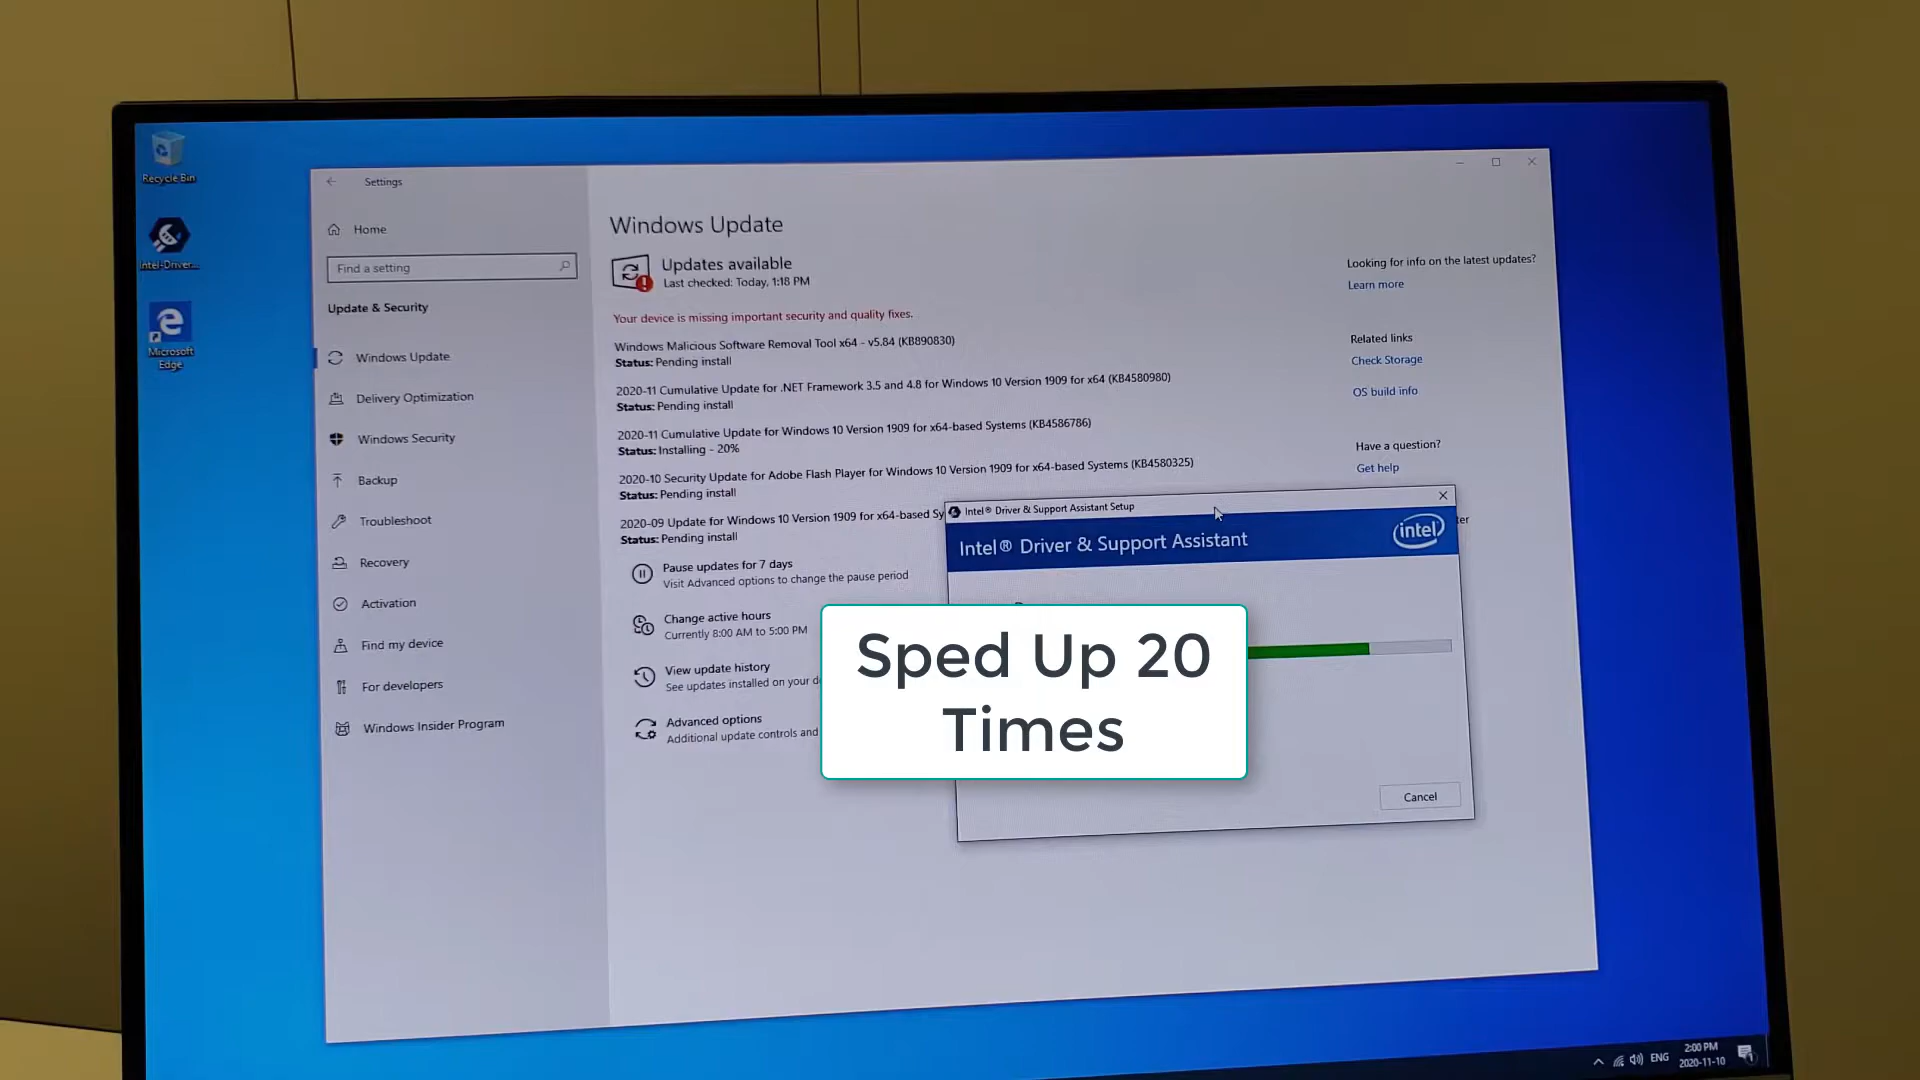 Recycle Bin
Intel-Driver...
Microsoft
Edge
Settings
Home
Find a setting
Update & Security
Windows Update
Delivery Optimization
Windows Security
Backup
Troubleshoot
Recovery
Activation
Find my device
For developers
Windows Insider Program
Windows Update
Updates available
Last checked: Today, 1:18 PM
Your device is missing important security and quality fixes.
Windows Malicious Software Removal Tool x64 - v5.84 (KB890830)
Status: Pending install
2020-11 Cumulative Update for .NET Framework 3.5 and 4.8 for Windows 10 Version 1909 for x64 (KB4580980)
Status: Pending install
2020-11 Cumulative Update for Windows 10 Version 1909 for x64-based Systems (KB4586786)
Status: Installing - 20%
2020-10 Security Update for Adobe Flash Player for Windows 10 Version 1909 for x64-based Systems (KB4580325)
Status: Pending install
2020-09 Update for Windows 10 Version 1909 for x64-based Sy
Status: Pending install
Pause updates for 7 days
Visit Advanced options to change the pause period
Change active hours
Currently 8:00 AM to 5:00 PM
View update history
See updates installed on your d
Advanced options
Additional update controls and
Looking for info on the latest updates?
Learn more
Related links
Check Storage
OS build info
Have a question?
Get help
Intel® Driver & Support Assistant Setup
Intel® Driver & Support Assistant
intel
Sped Up 20
Times
Cancel
ENG
2:00 PM
2020-11-10